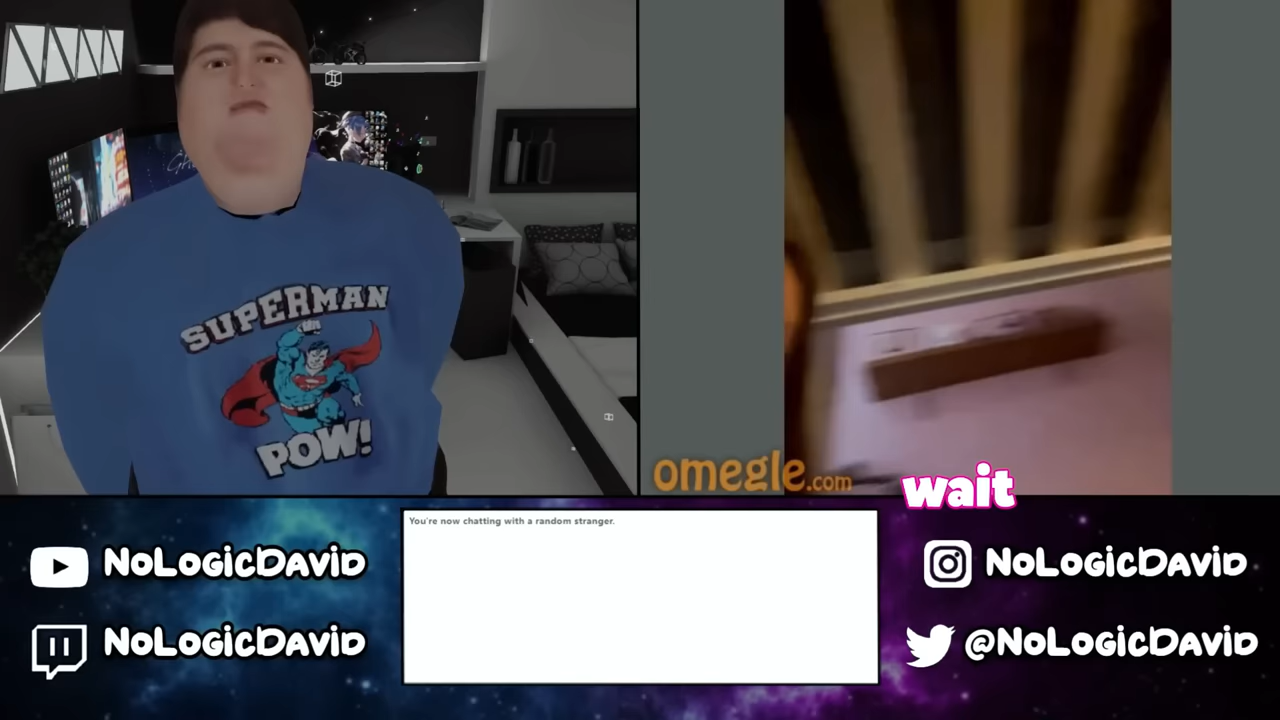 SUPERMAN
POW!
omegle.com
wait
You're now chatting with a random stranger.
NoLogicDavid
NoLogicDavid
NoLogicDavid
@NoLogicDavid